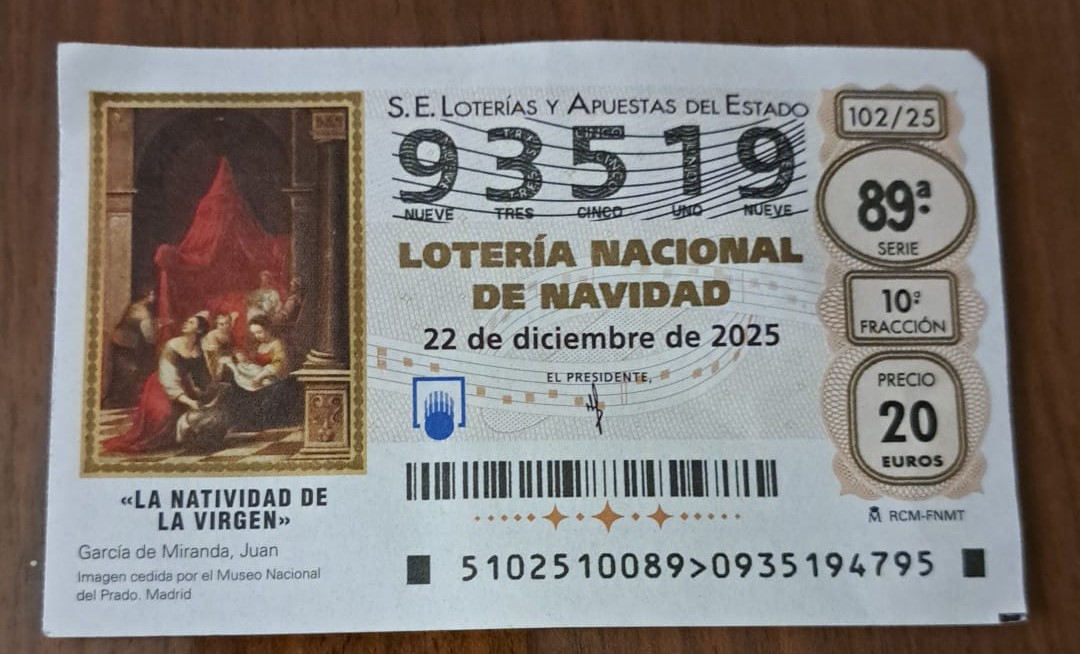 S.E. LOTERÍAS Y APUESTAS DEL ESTADO
93519
NUEVE TRES CINCO UNO NUEVE
LOTERÍA NACIONAL
DE NAVIDAD
22 de diciembre de 2025
EL PRESIDENTE,
102/25
89ª
SERIE
10ª
FRACCIÓN
PRECIO
20
EUROS
RCM-FNMT
«LA NATIVIDAD DE
LA VIRGEN»
García de Miranda, Juan
Imagen cedida por el Museo Nacional
del Prado. Madrid
5102510089>0935194795